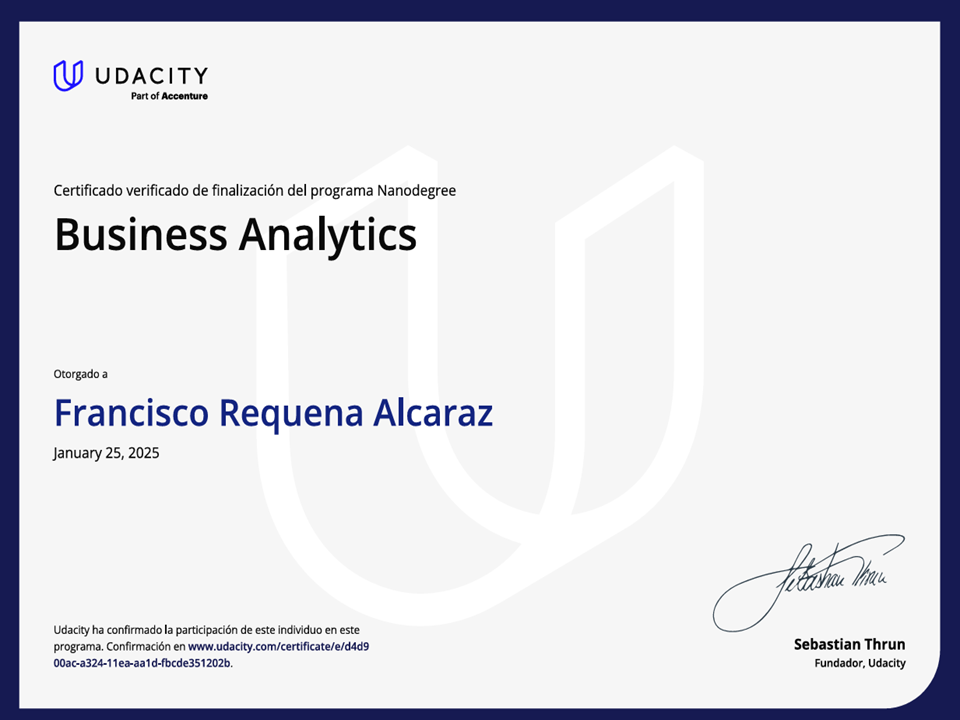 UDACITY
Part of Accenture
Certificado verificado de finalización del programa Nanodegree
Business Analytics
Otorgado a
Francisco Requena Alcaraz
January 25, 2025
Sebastian Thrun
Udacity ha confirmado la participación de este individuo en este
programa. Confirmación en www.udacity.com/certificate/e/d4d9
00ac-a324-11ea-aa1d-fbcde351202b.
Sebastian Thrun
Fundador, Udacity